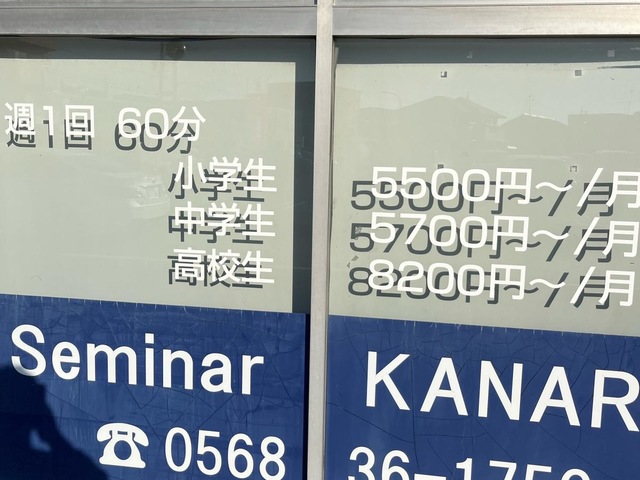 週1回 60分
小学生 5500円～/月
中学生 5700円～/月
高校生 8200円～/月
Seminar KANAR
☎0568 36-175